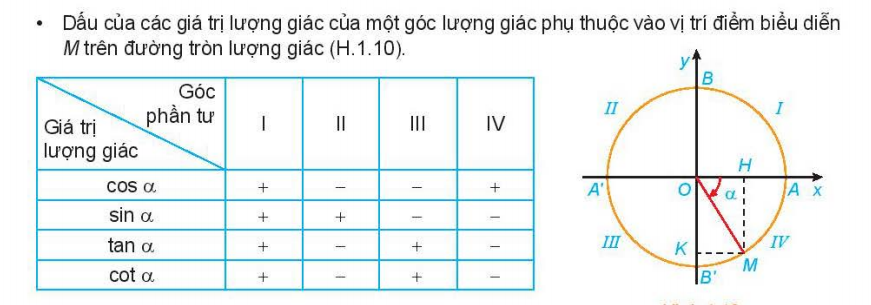 • Dấu của các giá trị lượng giác của một góc lượng giác phụ thuộc vào vị trí điểm biểu diễn
M trên đường tròn lượng giác (H.1.10).
Góc
phần tư
Giá trị
lượng giác
I II III IV
cos α + − − +
sin α + + − −
tan α + − + −
cot α + − + −
y
B
II I
H
A' O α A x
III K IV
M
B'